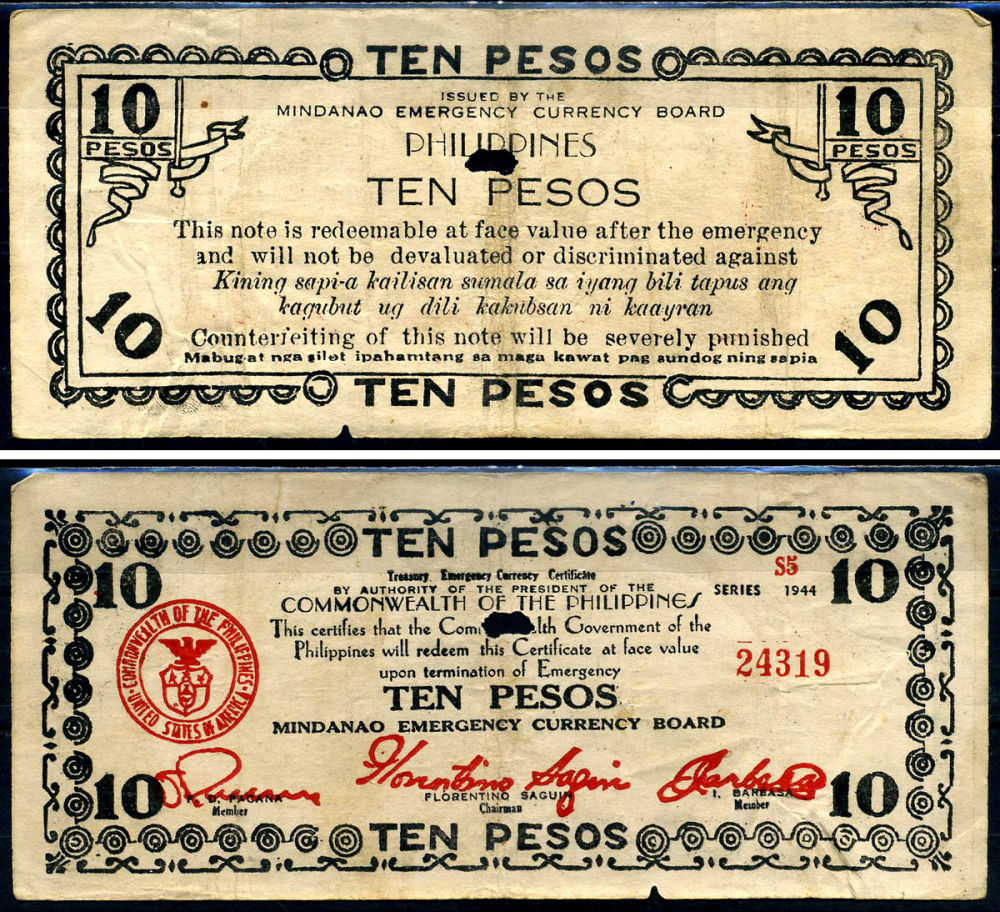 TEN PESOS
ISSUED BY THE
MINDANAO EMERGENCY CURRENCY BOARD
10 PESOS
PHILIPPINES
10 PESOS
TEN PESOS
This note is redeemable at face value after the emergency
and will not be devaluated or discriminated against
Kining sapi-a kailisan sumala sa iyang bili tapus ang
kagubut ug dili kakubsan ni kaayran
10
Counterfeiting of this note will be severely punished
10
Mabug-at nga silot ipahamtang sa maga kawat pag sundog ning sapia
TEN PESOS
TEN PESOS
10
Treasury Emergency Currency Certificate
S5
10
BY AUTHORITY OF THE PRESIDENT OF THE
SERIES 1944
COMMONWEALTH OF THE PHILIPPINES
This certifies that the Com lth Government of the
Philippines will redeem this Certificate at face value
24319
upon termination of Emergency
COMMONWEALTH OF THE PHILIPPINES
UNITED STATES OF AMERICA
TEN PESOS
MINDANAO EMERGENCY CURRENCY BOARD
Florentino Saguin
10
PAGANA
FLORENTINO SAGUIN
I. BARBASA
10
Member
Chairman
Member
TEN PESOS